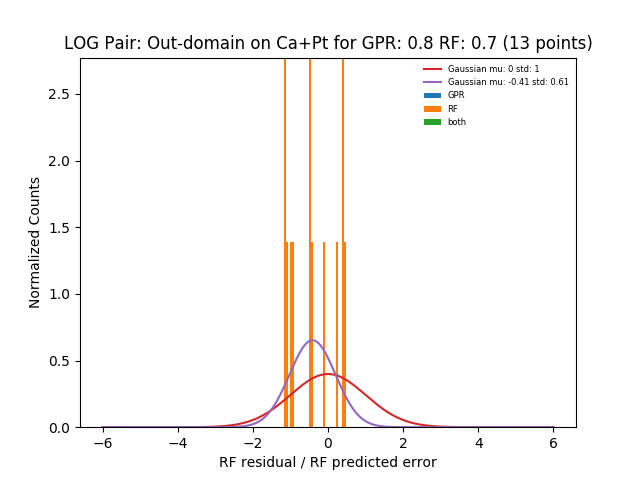 LOG Pair: Out-domain on Ca+Pt for GPR: 0.8 RF: 0.7 (13 points)
Gaussian mu: 0 std: 1
Gaussian mu: -0.41 std: 0.61
GPR
RF
both
Normalized Counts
2.5
2.0
1.5
1.0
0.5
0.0
−6 −4 −2 0 2 4 6
RF residual / RF predicted error